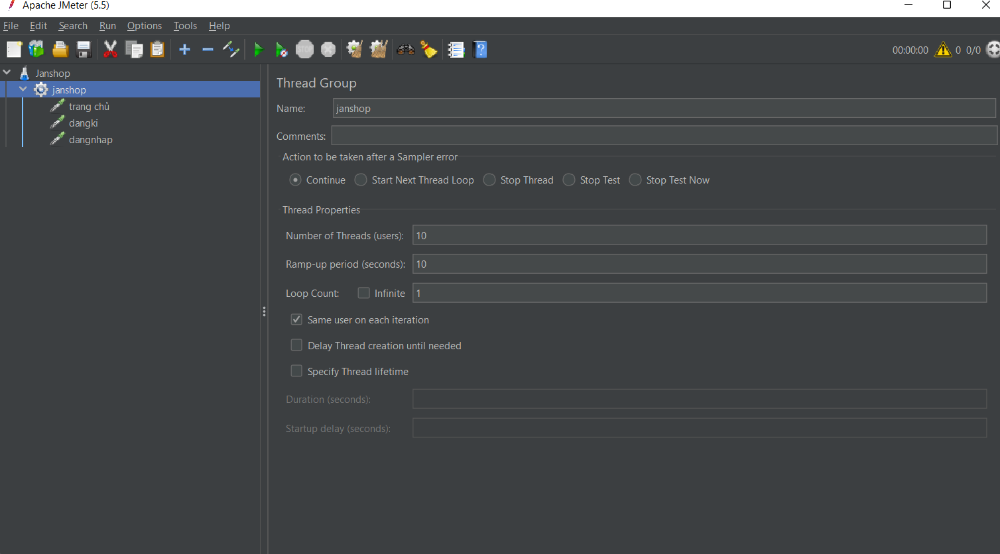 Apache JMeter (5.5)
File Edit Search Run Options Tools Help
STOP 00:00:00 0 0/0
Janshop
janshop
trang chủ
dangki
dangnhap
Thread Group
Name: janshop
Comments:
Action to be taken after a Sampler error
Continue Start Next Thread Loop Stop Thread Stop Test Stop Test Now
Thread Properties
Number of Threads (users): 10
Ramp-up period (seconds): 10
Loop Count: Infinite 1
Same user on each iteration
Delay Thread creation until needed
Specify Thread lifetime
Duration (seconds):
Startup delay (seconds):